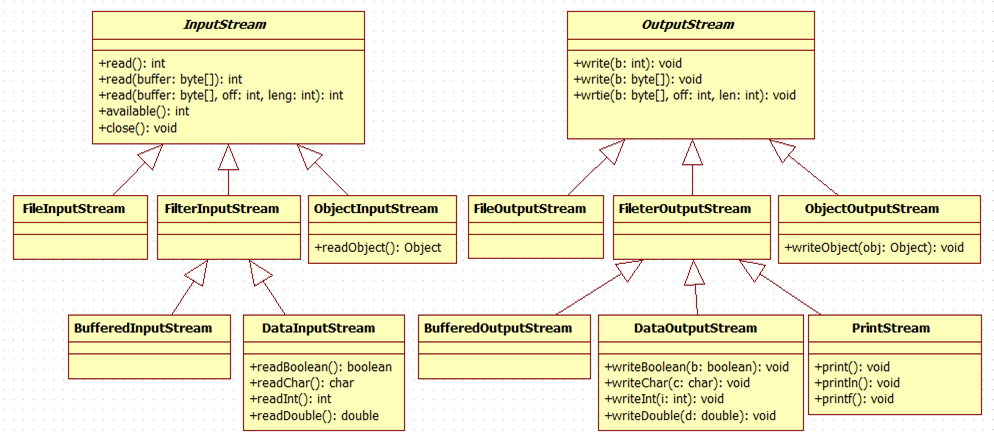 InputStream
+read(): int
+read(buffer: byte[]): int
+read(buffer: byte[], off: int, leng: int): int
+available(): int
+close(): void
OutputStream
+write(b: int): void
+write(b: byte[]): void
+wrtie(b: byte[], off: int, len: int): void
FileInputStream
FilterInputStream
ObjectInputStream
+readObject(): Object
FileOutputStream
FileterOutputStream
ObjectOutputStream
+writeObject(obj: Object): void
BufferedInputStream
DataInputStream
+readBoolean(): boolean
+readChar(): char
+readInt(): int
+readDouble(): double
BufferedOutputStream
DataOutputStream
+writeBoolean(b: boolean): void
+writeChar(c: char): void
+writeInt(i: int): void
+writeDouble(d: double): void
PrintStream
+print(): void
+println(): void
+printf(): void